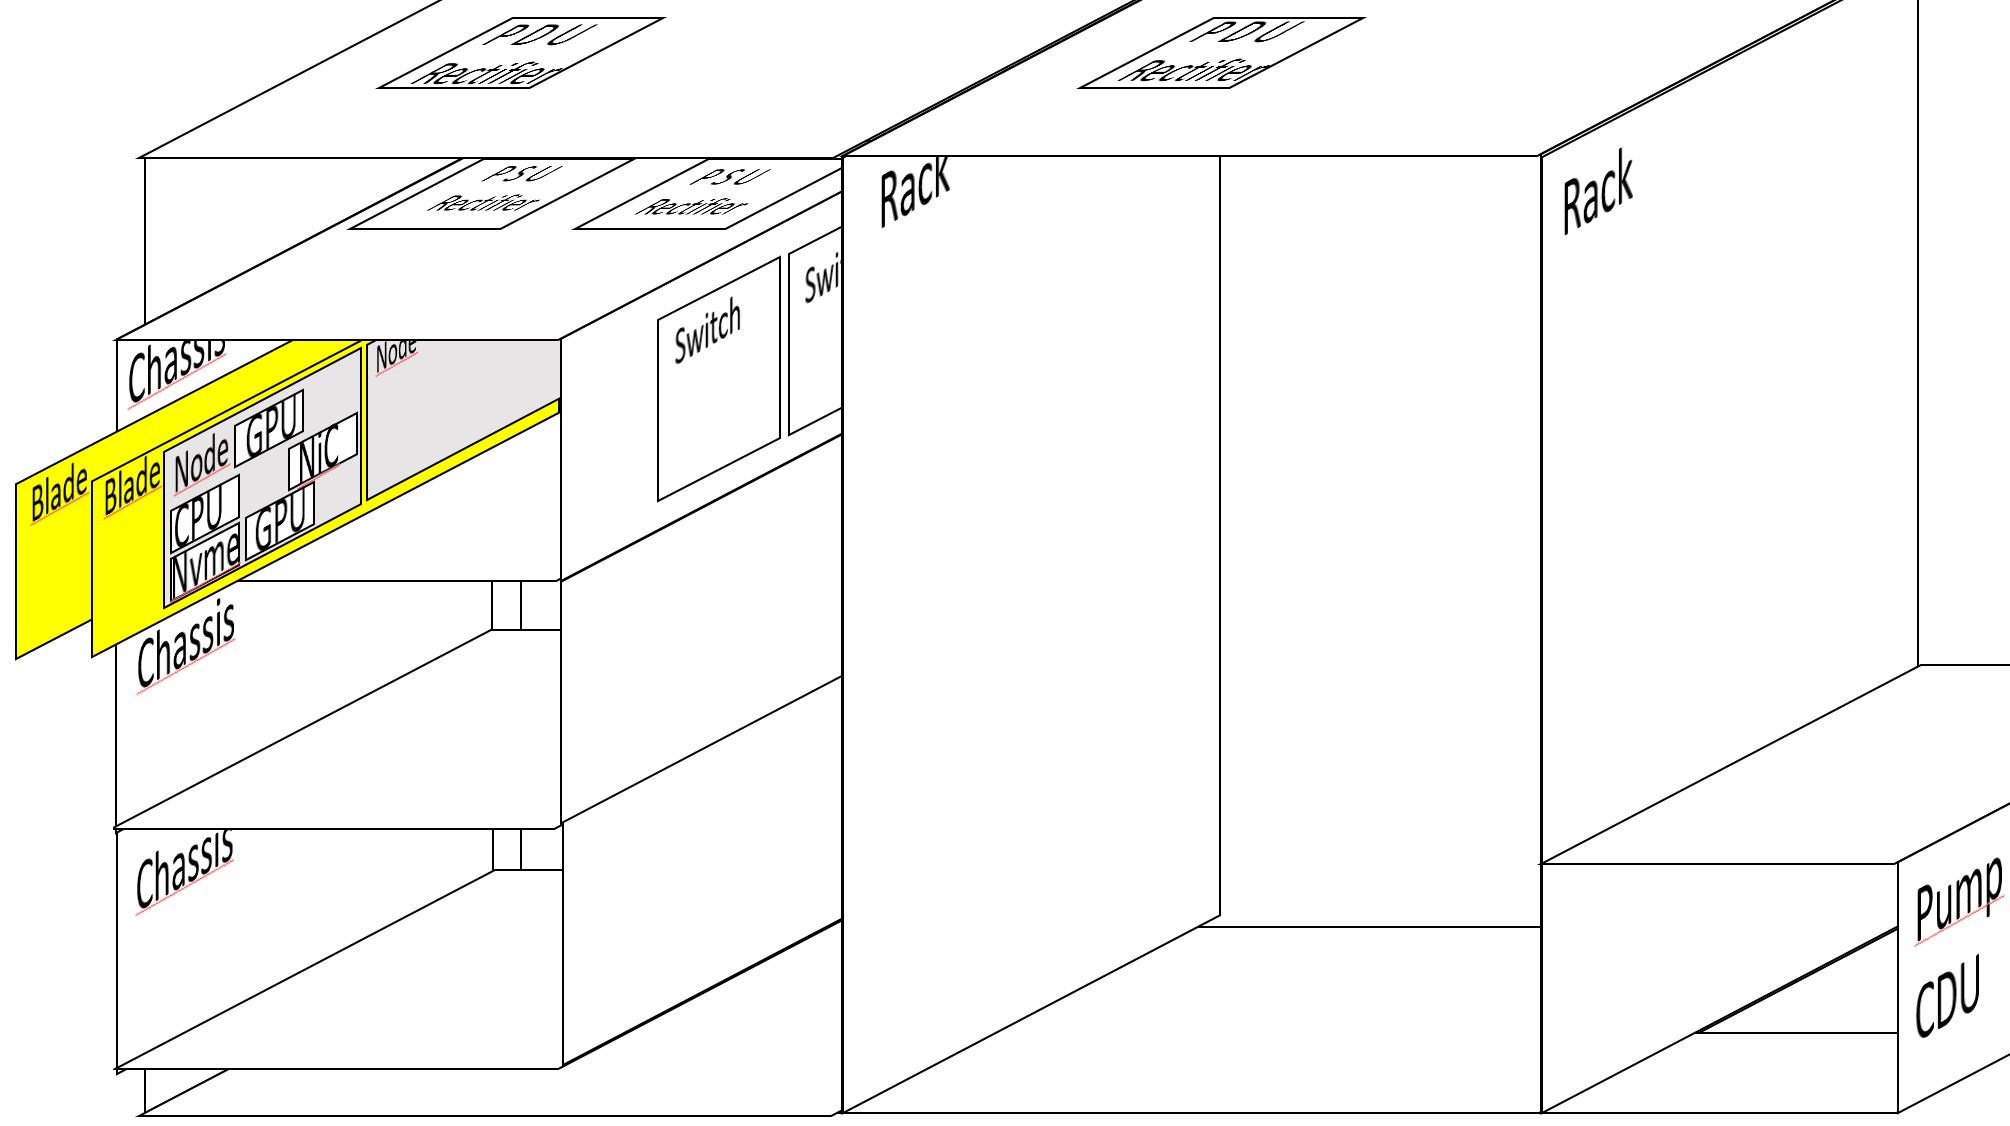 PDU
Rectifier
PDU
Rectifier
PSU
Rectifier
PSU
Rectifier
Rack
Rack
Switch
Swi
Chassis
Node
Blade
Blade
Node
GPU
NiC
CPU
GPU
Nvme
Chassis
Chassis
Pump
CDU